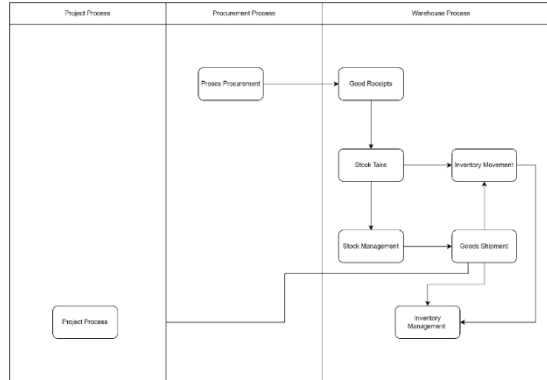 Project Process
Procurement Process
Warehouse Process
Proses Procurement
Good Receipts
Stock Take
Inventory Movement
Stock Management
Goods Shipment
Project Process
Inventory
Management